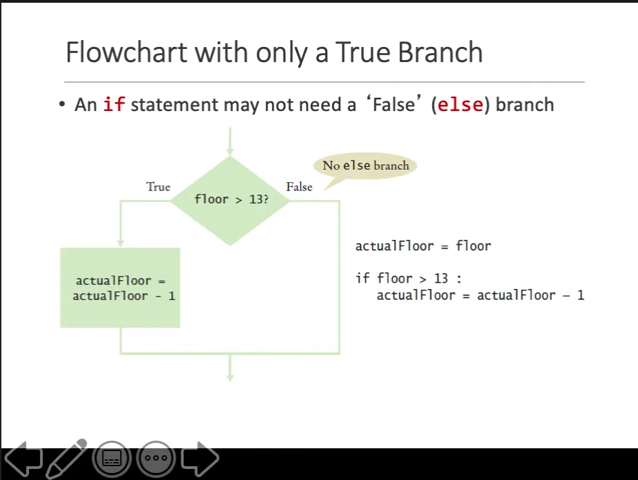 Flowchart with only a True Branch
• An if statement may not need a ‘False’ (else) branch
No else branch
True
floor > 13?
False
actualFloor = floor
if floor > 13 :
actualFloor = actualFloor – 1
actualFloor =
actualFloor - 1